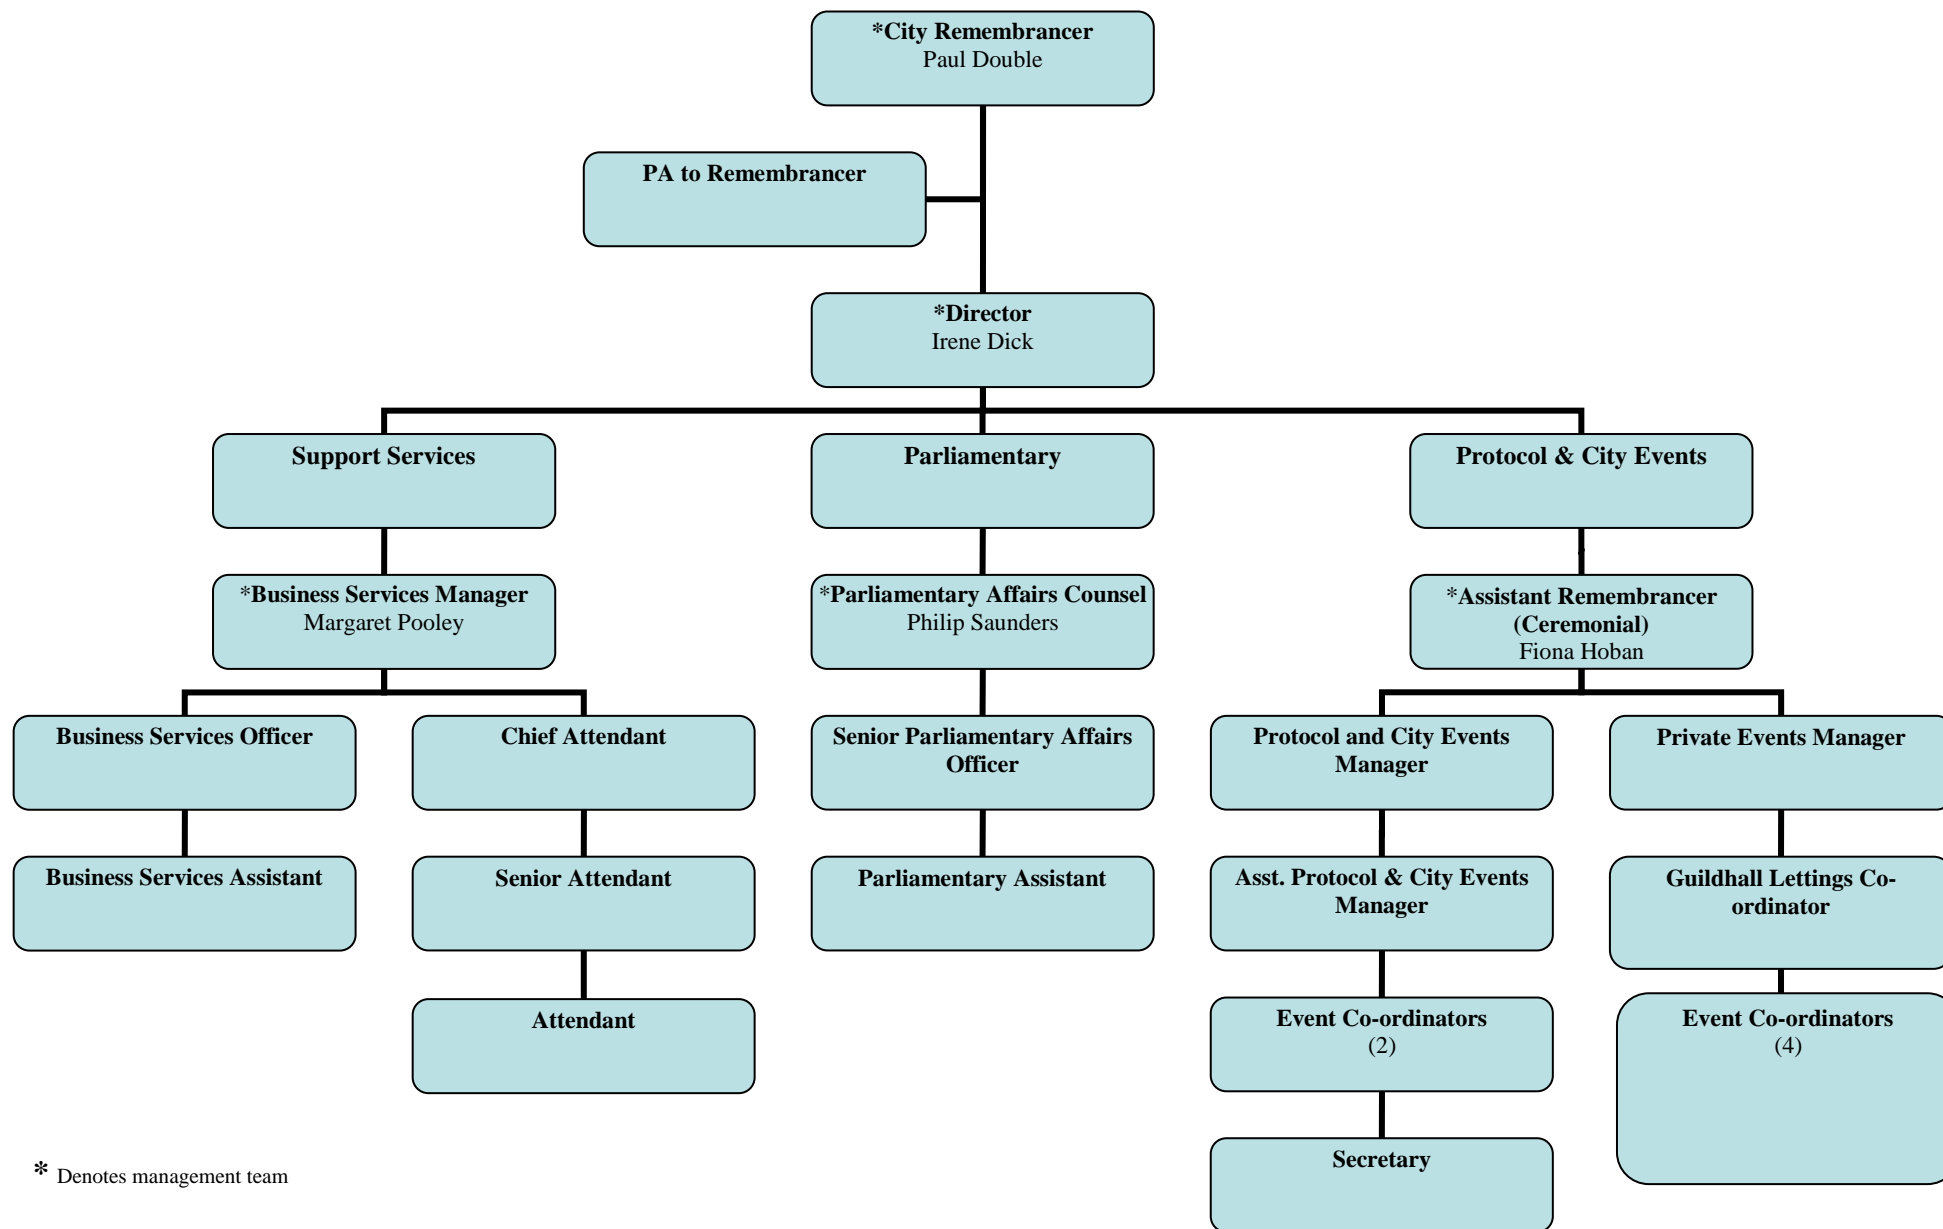 *City Remembrancer
Paul Double
PA to Remembrancer
*Director
Irene Dick
Support Services
Parliamentary
Protocol & City Events
*Business Services Manager
Margaret Pooley
*Parliamentary Affairs Counsel
Philip Saunders
*Assistant Remembrancer
(Ceremonial)
Fiona Hoban
Business Services Officer
Chief Attendant
Senior Parliamentary Affairs
Officer
Protocol and City Events
Manager
Private Events Manager
Business Services Assistant
Senior Attendant
Parliamentary Assistant
Asst. Protocol & City Events
Manager
Guildhall Lettings Co-
ordinator
Attendant
Event Co-ordinators
(2)
Event Co-ordinators
(4)
Secretary
* Denotes management team